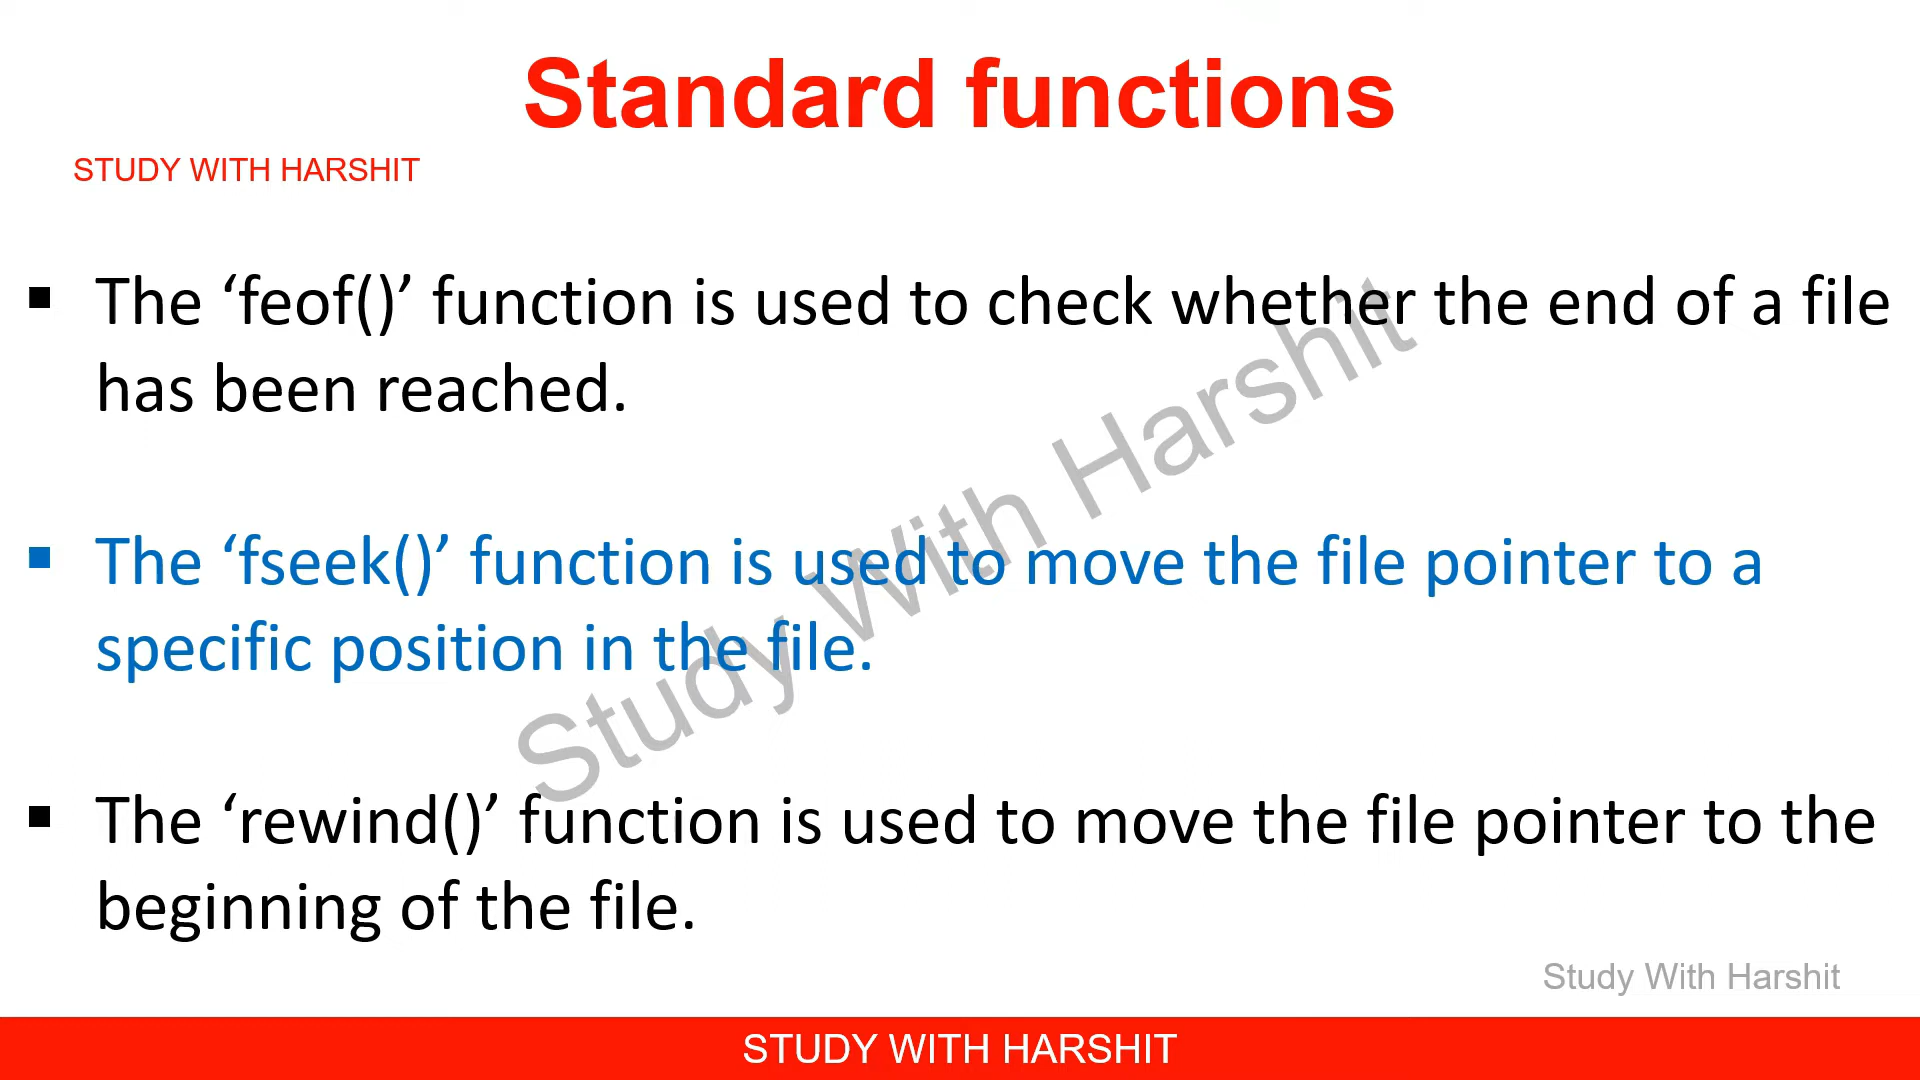 Standard functions
STUDY WITH HARSHIT
▪ The ‘feof()’ function is used to check whether the end of a file
has been reached.
▪ The ‘fseek()’ function is used to move the file pointer to a
specific position in the file.
▪ The ‘rewind()’ function is used to move the file pointer to the
beginning of the file.
Study With Harshit
Study With Harshit
STUDY WITH HARSHIT